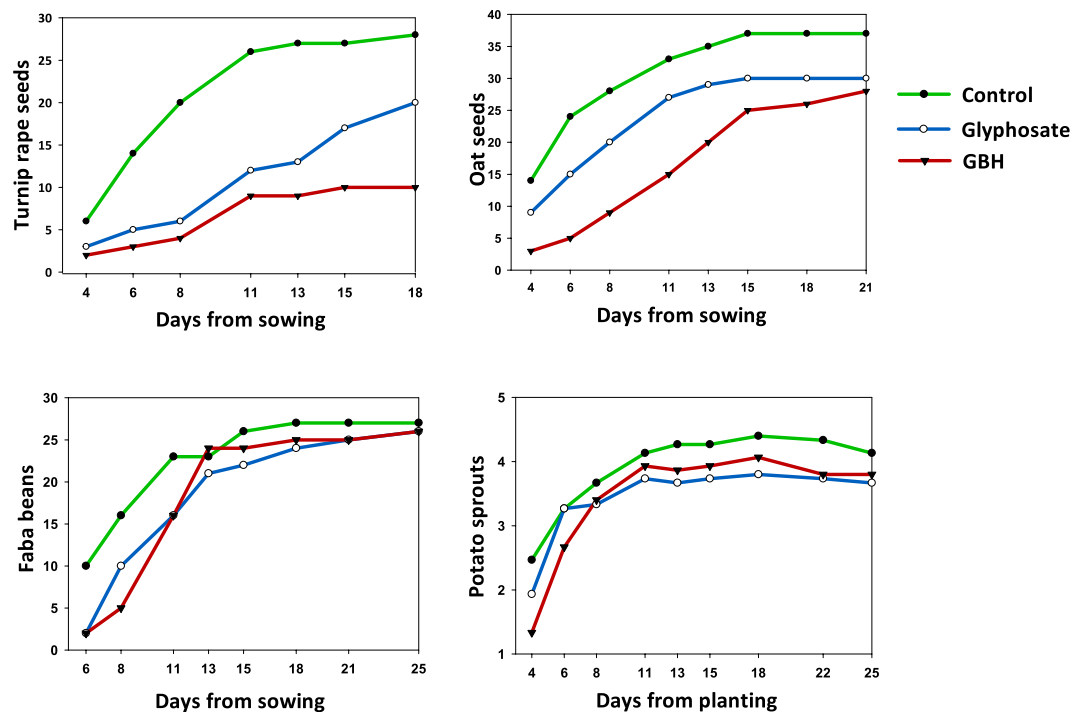 30
25
20
15
10
5
0
Turnip rape seeds
4 6 8 11 13 15 18
Days from sowing
40
35
30
25
20
15
10
5
0
Oat seeds
4 6 8 11 13 15 18 21
Days from sowing
Control
Glyphosate
GBH
30
25
20
15
10
5
0
Faba beans
6 8 11 13 15 18 21 25
Days from sowing
5
4
3
2
1
Potato sprouts
4 6 8 11 13 15 18 22 25
Days from planting